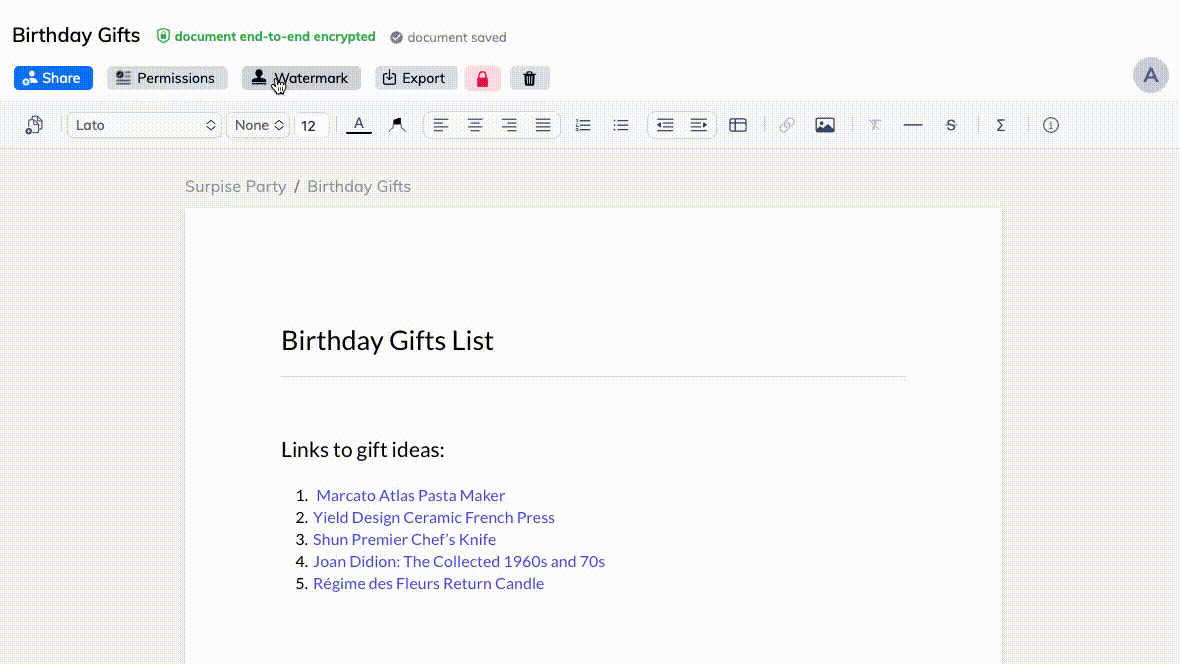 Birthday Gifts document end-to-end encrypted document saved
Share Permissions Watermark Export
A
Lato None 12 A S Σ
Surpise Party / Birthday Gifts
Birthday Gifts List
Links to gift ideas:
1. Marcato Atlas Pasta Maker
2. Yield Design Ceramic French Press
3. Shun Premier Chef’s Knife
4. Joan Didion: The Collected 1960s and 70s
5. Régime des Fleurs Return Candle